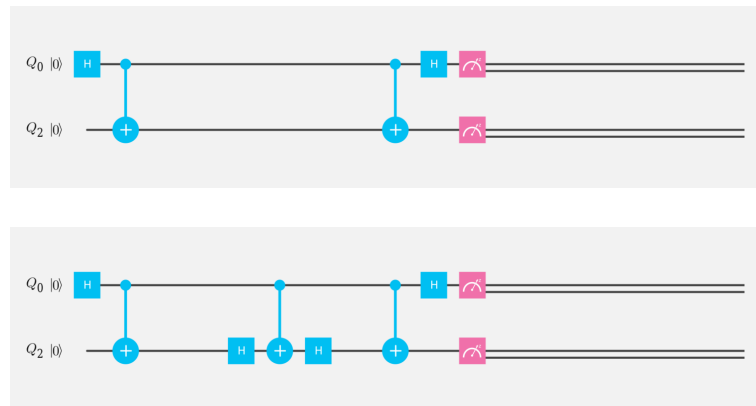 Q₀ |0⟩ H H
Q₂ |0⟩
Q₀ |0⟩ H H
Q₂ |0⟩ H H